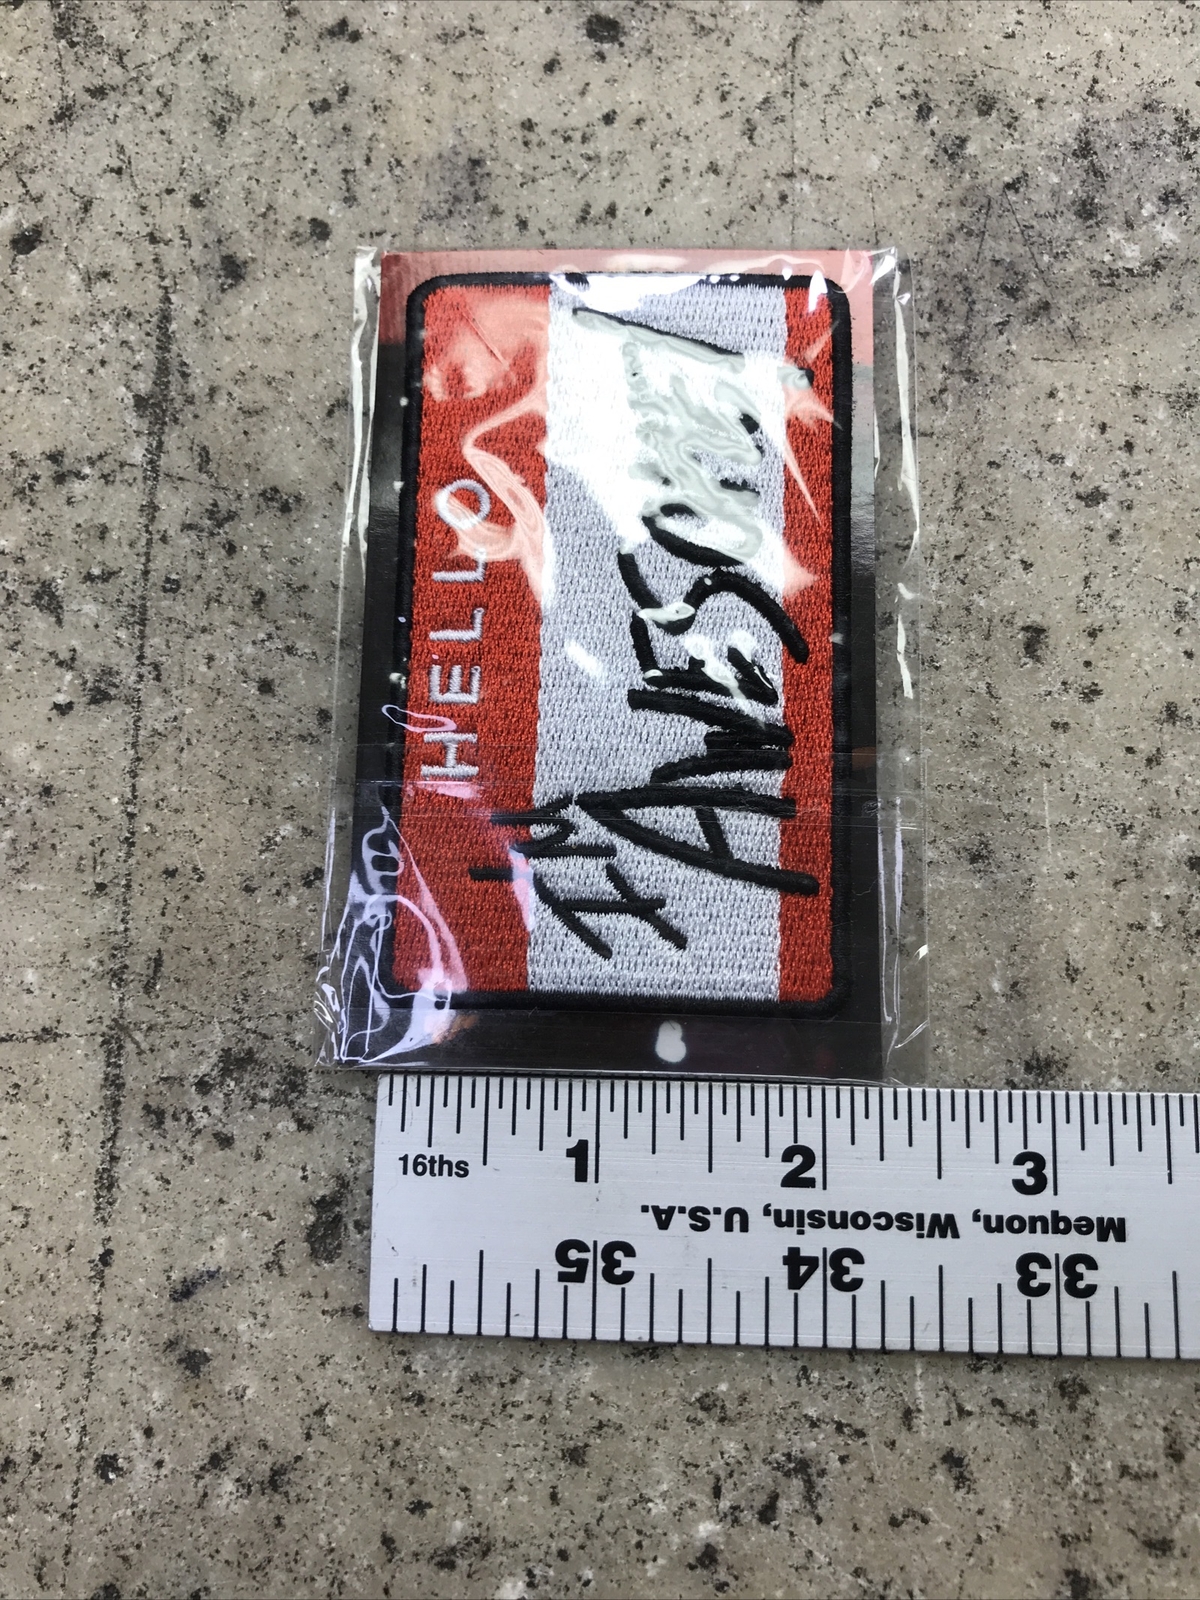 HELLO
I'M
AWESOME!
16ths
1 2 3
Mequon, Wisconsin, U.S.A.
35 34 33